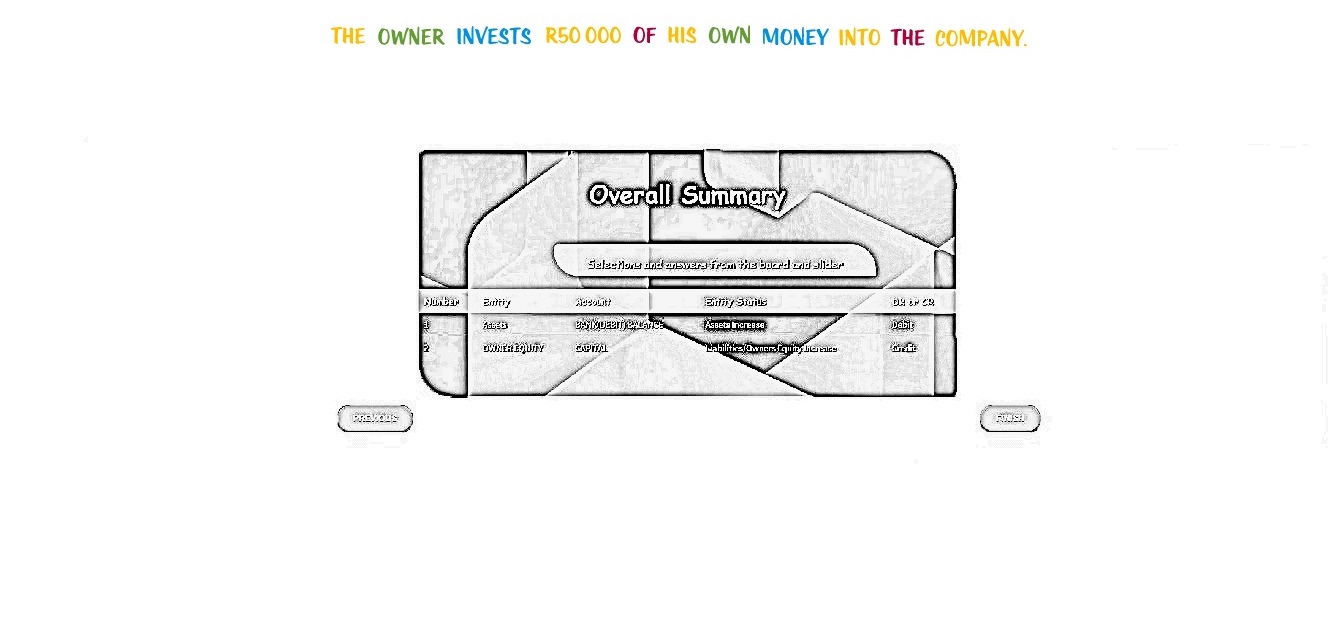 THE OWNER INVESTS R50 000 OF HIS OWN MONEY INTO THE COMPANY.
Overall Summary
Selections and answers from the board and slider
Number Entity Account Entity Status DR or CR
1 Assets BANK(DEBIT) BALANCE Assets Increase Debit
2 OWNER EQUITY CAPITAL Liabilities/Owners Equity Increase Credit
PREVIOUS FINISH